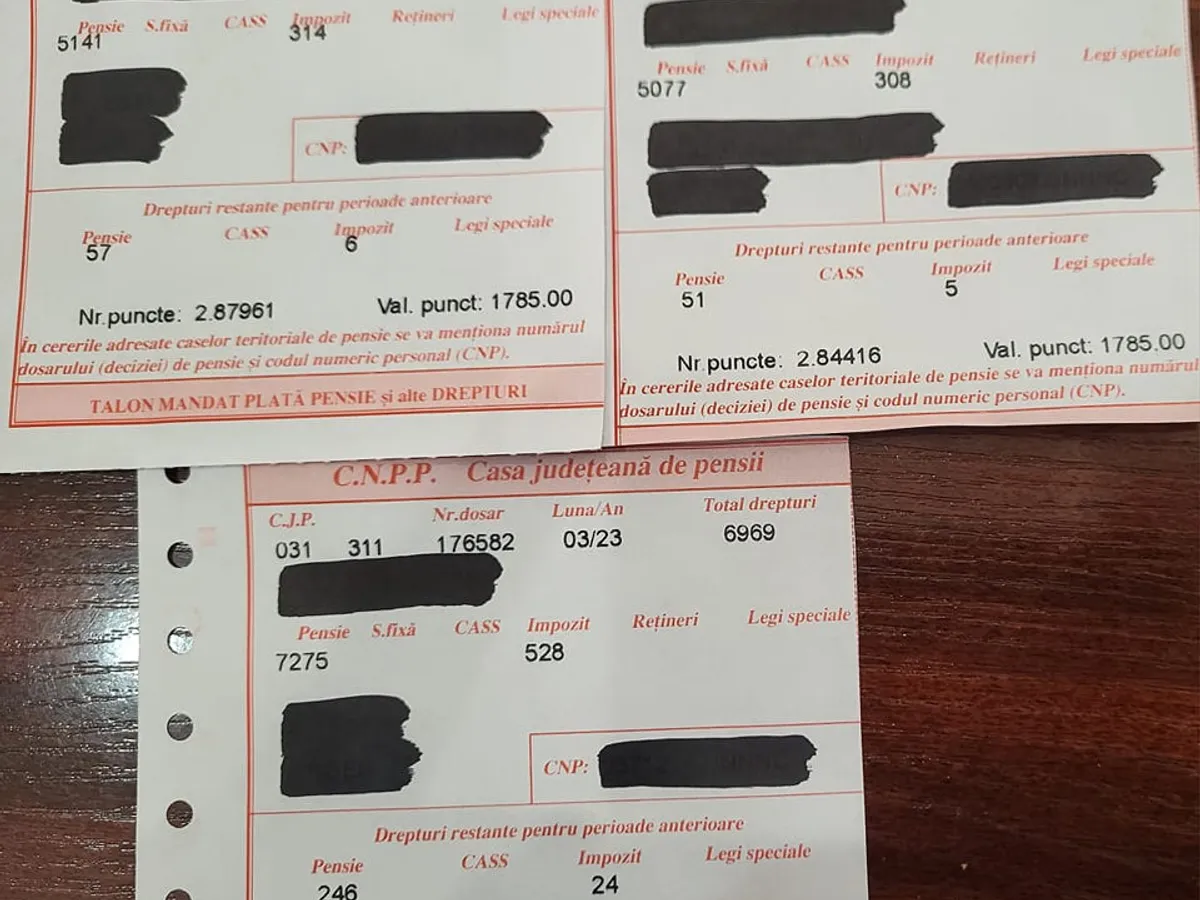 Pensie S.fixă CASS Impozit Rețineri Legi speciale
5141 314
CNP:
Drepturi restante pentru perioade anterioare
Pensie CASS Impozit Legi speciale
57 6
Nr.puncte: 2.87961 Val. punct: 1785.00
În cererile adresate caselor teritoriale de pensie se va menționa numărul
dosarului (deciziei) de pensie și codul numeric personal (CNP).
TALON MANDAT PLATĂ PENSIE și alte DREPTURI
Pensie S.fixă CASS Impozit Rețineri Legi speciale
5077 308
CNP:
Drepturi restante pentru perioade anterioare
Pensie CASS Impozit Legi speciale
51 5
Nr.puncte: 2.84416 Val. punct: 1785.00
În cererile adresate caselor teritoriale de pensie se va menționa numărul
dosarului (deciziei) de pensie și codul numeric personal (CNP).
C.N.P.P. Casa județeană de pensii
C.J.P. Nr.dosar Luna/An Total drepturi
031 311 176582 03/23 6969
Pensie S.fixă CASS Impozit Rețineri Legi speciale
7275 528
CNP:
Drepturi restante pentru perioade anterioare
Pensie CASS Impozit Legi speciale
246 24